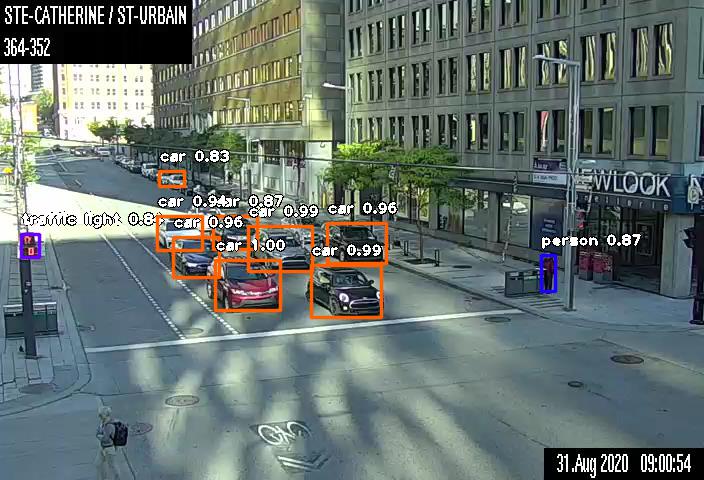 STE-CATHERINE / ST-URBAIN
364-352
car 0.83
car 0.94
car 0.87
car 0.96
car 0.99
car 0.96
traffic light 0.8
car 1.00
car 0.99
person 0.87
NEWLOOK
31.Aug 2020 09:00:54